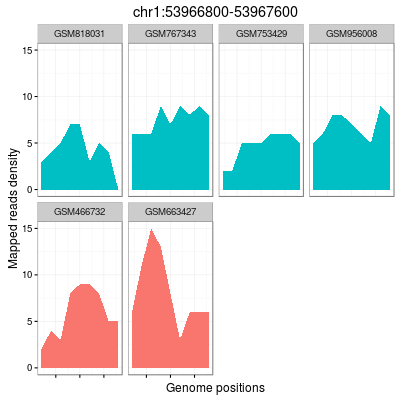 chr1:53966800-53967600
GSM818031 GSM767343 GSM753429 GSM956008
15
10
5
0
GSM466732 GSM663427
15
10
5
0
Mapped reads density
Genome positions